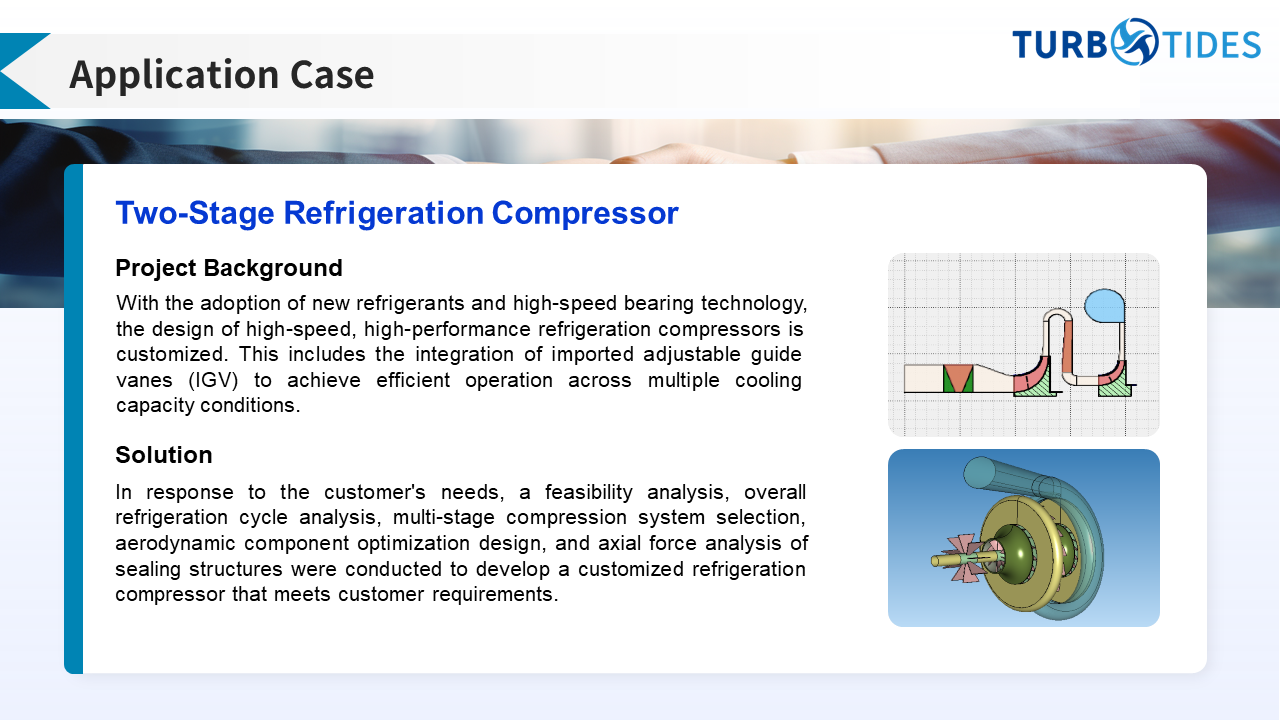 TURBOTIDES
Application Case
Two-Stage Refrigeration Compressor
Project Background
With the adoption of new refrigerants and high-speed bearing technology,
the design of high-speed, high-performance refrigeration compressors is
customized. This includes the integration of imported adjustable guide
vanes (IGV) to achieve efficient operation across multiple cooling
capacity conditions.
Solution
In response to the customer's needs, a feasibility analysis, overall
refrigeration cycle analysis, multi-stage compression system selection,
aerodynamic component optimization design, and axial force analysis of
sealing structures were conducted to develop a customized refrigeration
compressor that meets customer requirements.